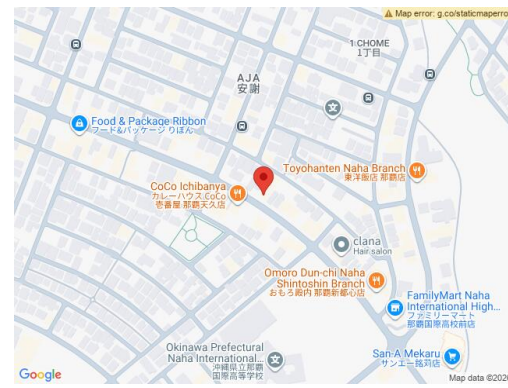 Map error: g.co/staticmaperro
1 CHOME
1丁目
AJA
安謝
Food & Package Ribbon
フード&パッケージ りぼん
Toyohanten Naha Branch
東洋飯店 那覇店
CoCo Ichibanya
カレーハウス CoCo
壱番屋 那覇天久店
clana
Hair salon
Omoro Dun-chi Naha
Shintoshin Branch
おもろ殿内 那覇新都心店
FamilyMart Naha
International High...
ファミリーマート
那覇国際高校前店
Okinawa Prefectural
Naha International...
沖縄県立那覇
国際高等学校
San-A Mekaru
サンエー銘苅店
Google
Map data ©2026